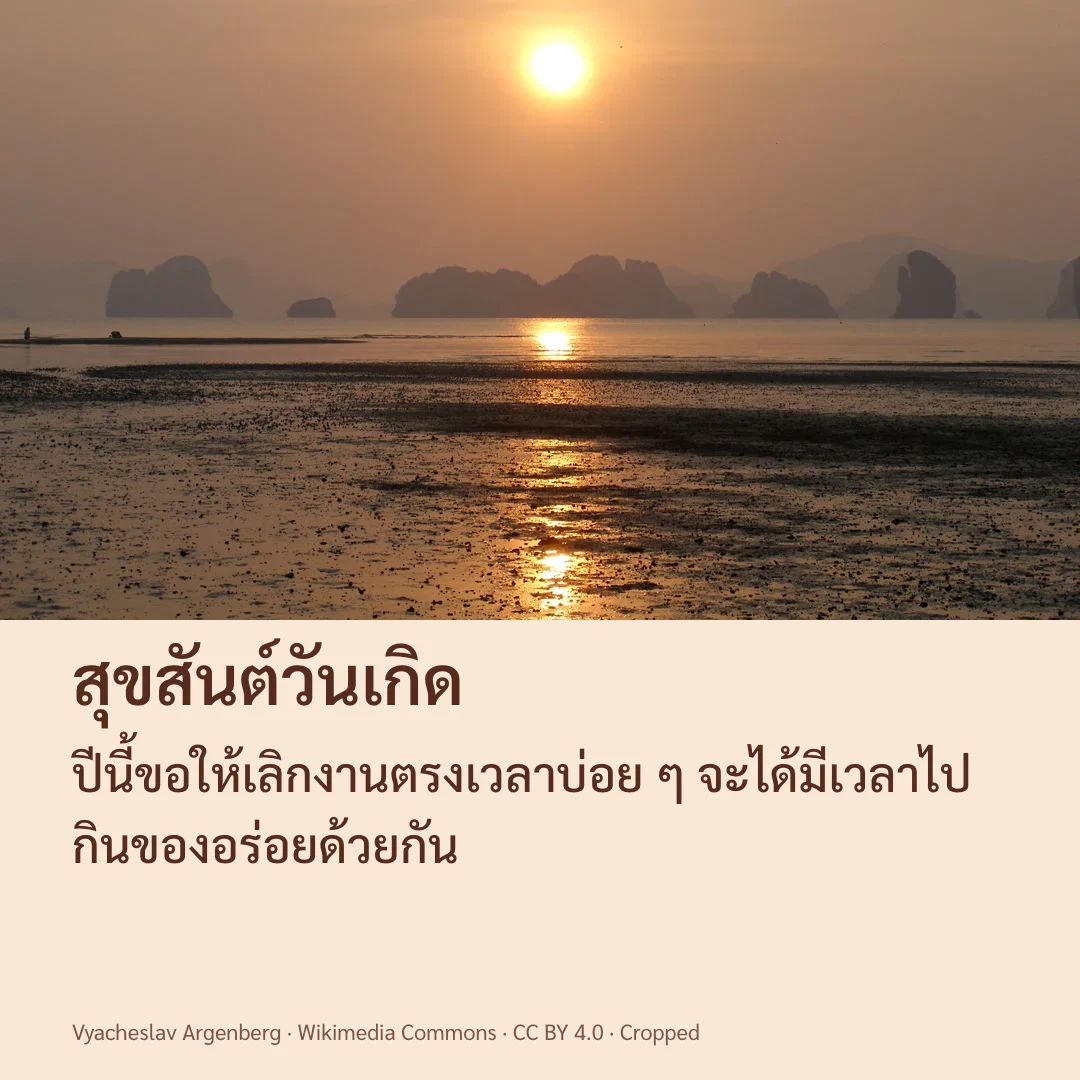 สุขสันต์วันเกิด
ปีนี้ขอให้เลิกงานตรงเวลาบ่อย ๆ จะได้มีเวลาไป
กินของอร่อยด้วยกัน
Vyacheslav Argenberg · Wikimedia Commons · CC BY 4.0 · Cropped